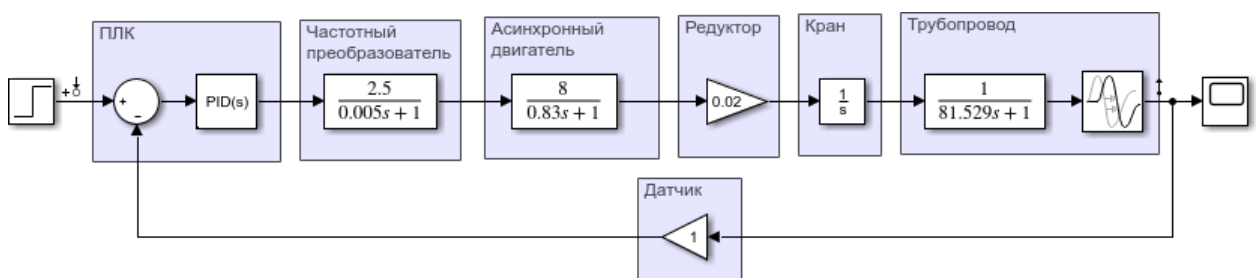 ПЛК
Частотный
преобразователь
Асинхронный
двигатель
Редуктор
Кран
Трубопровод
+
-
PID(s)
2.5
0.005s + 1
8
0.83s + 1
0.02
1
s
1
81.529s + 1
Датчик
1